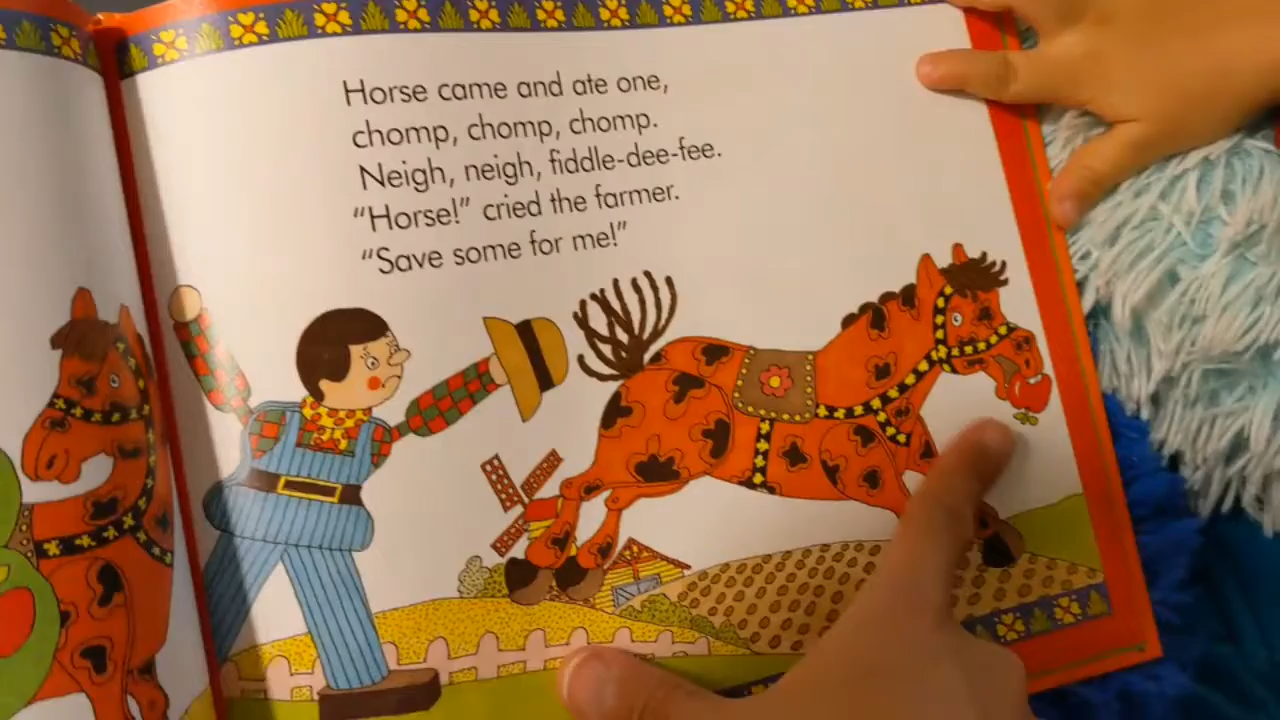 Horse came and ate one,
chomp, chomp, chomp.
Neigh, neigh, fiddle-dee-fee.
“Horse!” cried the farmer.
“Save some for me!”